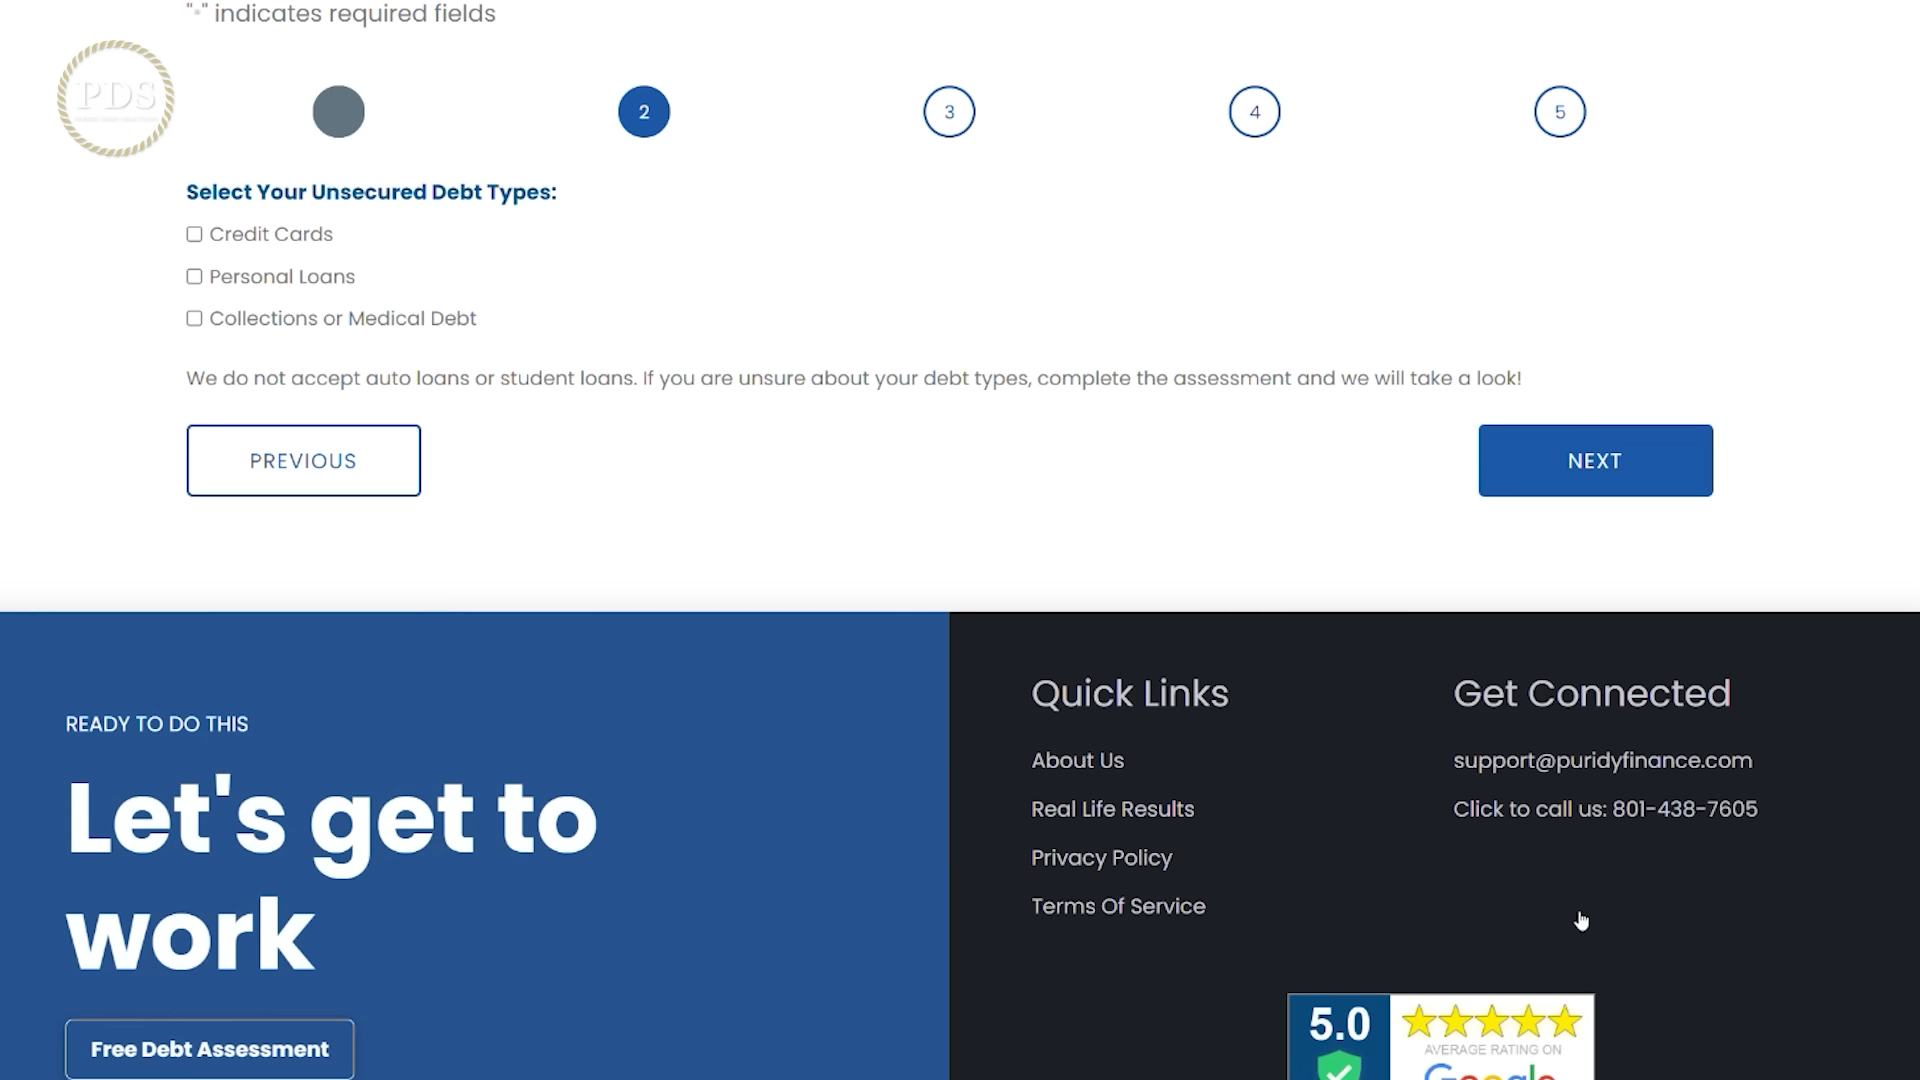 "*" indicates required fields
PDS
2
3
4
5
Select Your Unsecured Debt Types:
Credit Cards
Personal Loans
Collections or Medical Debt
We do not accept auto loans or student loans. If you are unsure about your debt types, complete the assessment and we will take a look!
PREVIOUS
NEXT
READY TO DO THIS
Let's get to
work
Free Debt Assessment
Quick Links
About Us
Real Life Results
Privacy Policy
Terms Of Service
Get Connected
support@puridyfinance.com
Click to call us: 801-438-7605
5.0
AVERAGE RATING ON
Google